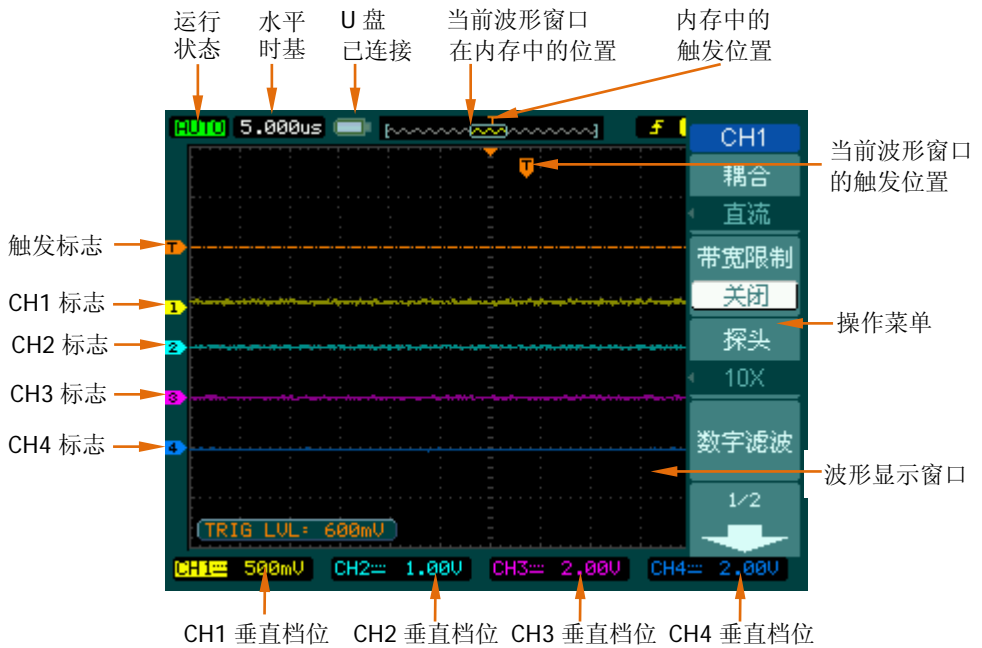 运行
状态
水平
时基
U 盘
已连接
当前波形窗口
在内存中的位置
内存中的
触发位置
AUTO
5.000us
T
CH1
耦合
直流
带宽限制
关闭
探头
10X
数字滤波
1/2
T
当前波形窗口
的触发位置
触发标志
T
CH1 标志
1
CH2 标志
2
CH3 标志
3
CH4 标志
4
操作菜单
波形显示窗口
TRIG LVL: 600mV
CH1 500mV
CH2 1.00V
CH3 2.00V
CH4 2.00V
CH1 垂直档位
CH2 垂直档位
CH3 垂直档位
CH4 垂直档位